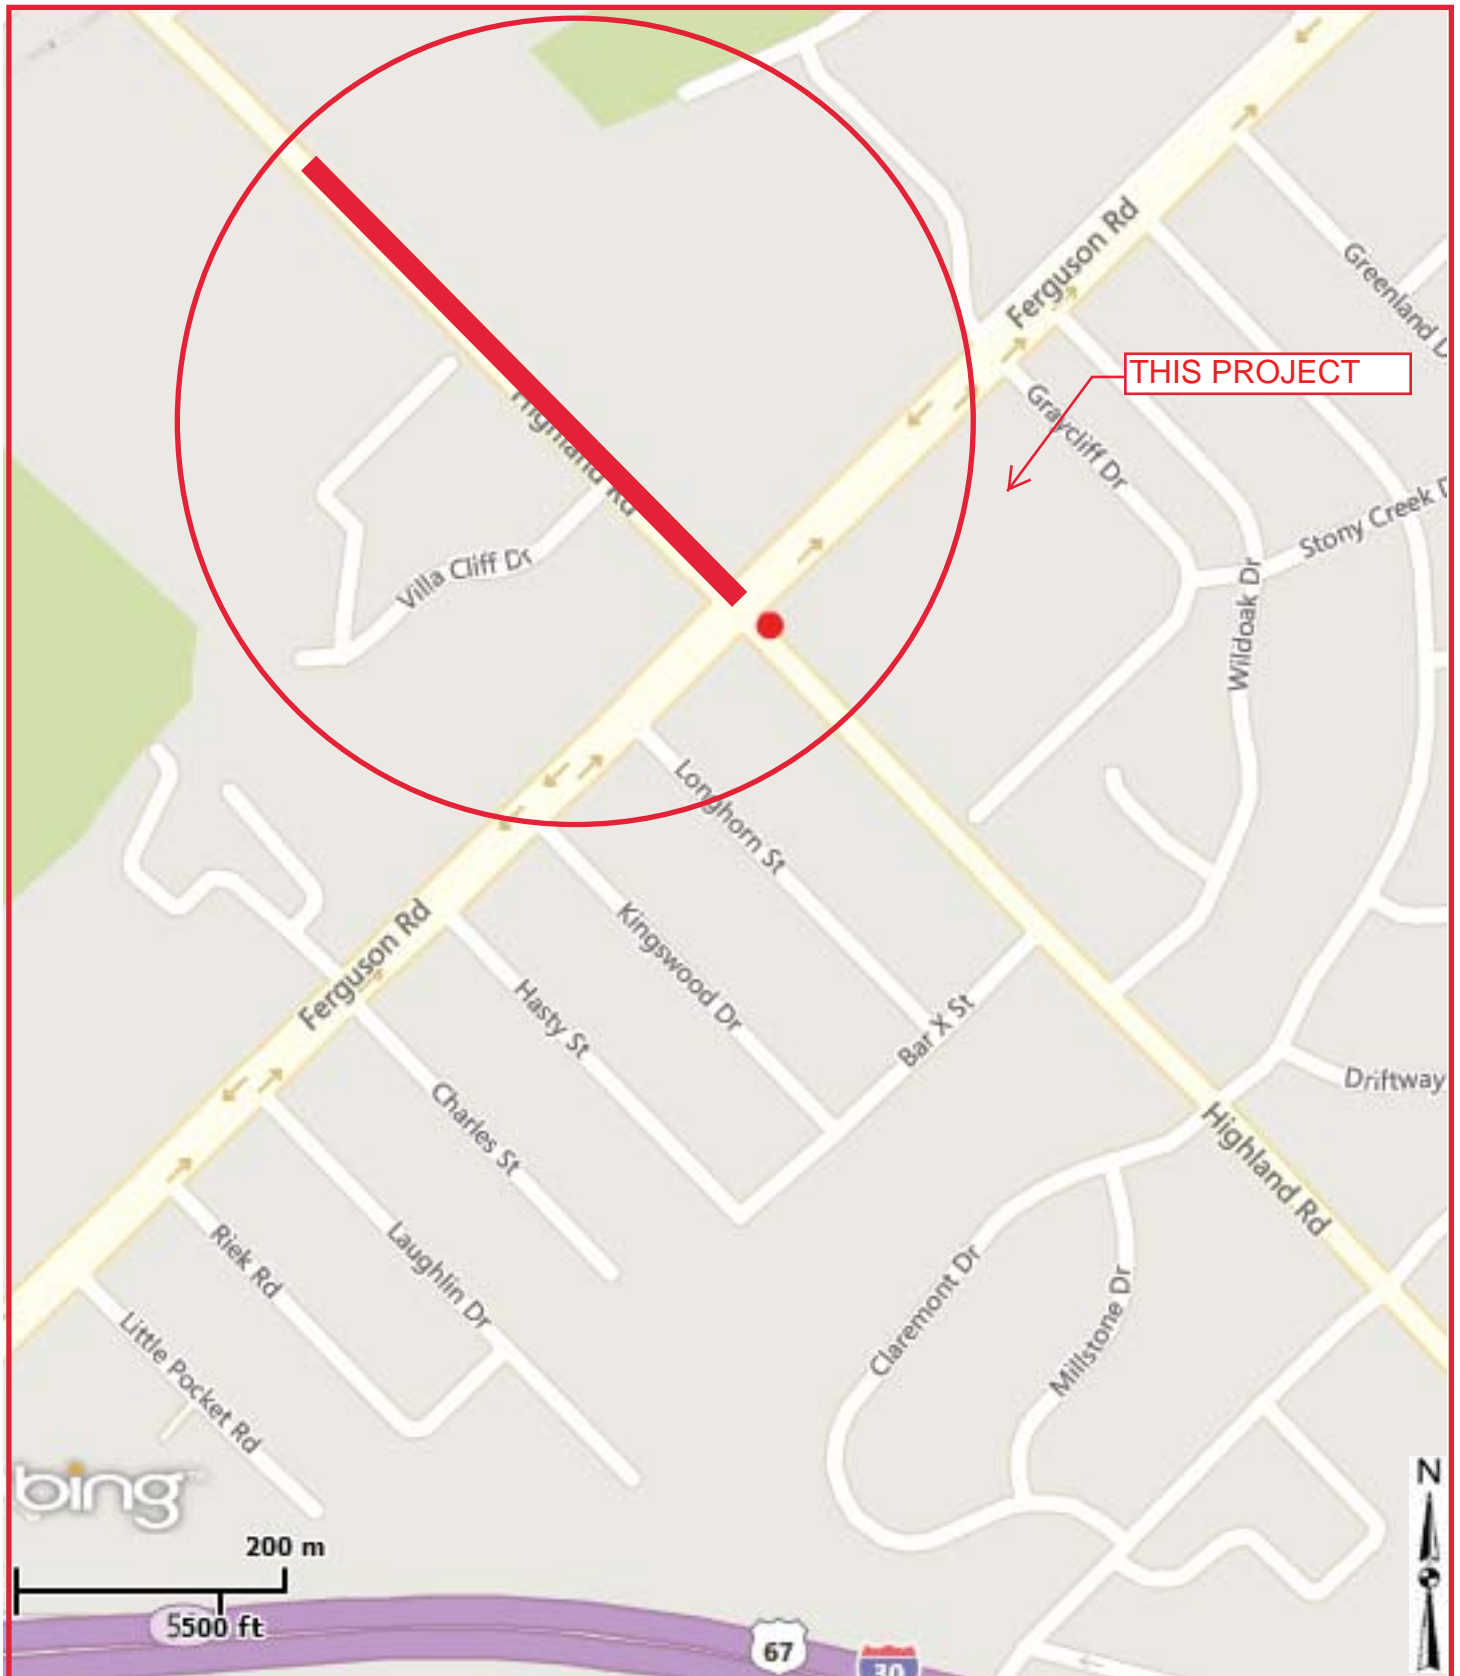 Ferguson Rd
Greenland D
THIS PROJECT
Graycliff Dr
Highland Rd
Stony Creek D
Villa Cliff Dr
Wildoak Dr
Longhorn St
Kingswood Dr
Ferguson Rd
Hasty St
Bar X St
Driftway
Charles St
Highland Rd
Riek Rd
Laughlin Dr
Claremont Dr
Millstone Dr
Little Pocket Rd
bing
N
200 m
500 ft
67
30